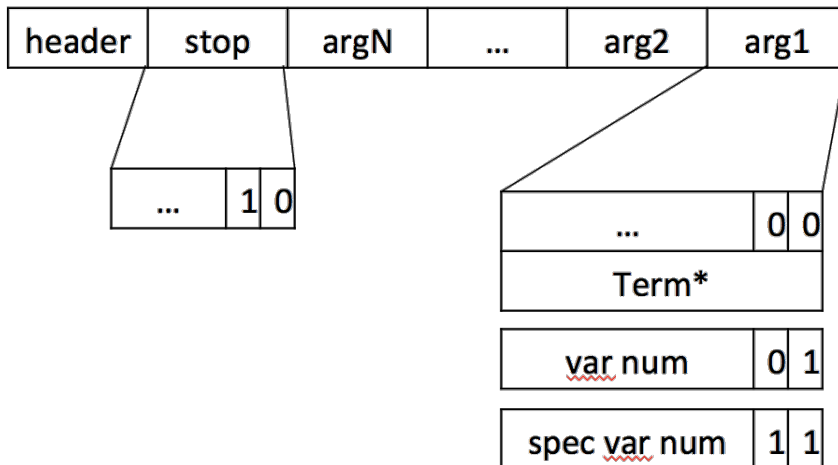 header stop argN ... arg2 arg1
... 1 0
... 0 0
Term*
var num 0 1
spec var num 1 1